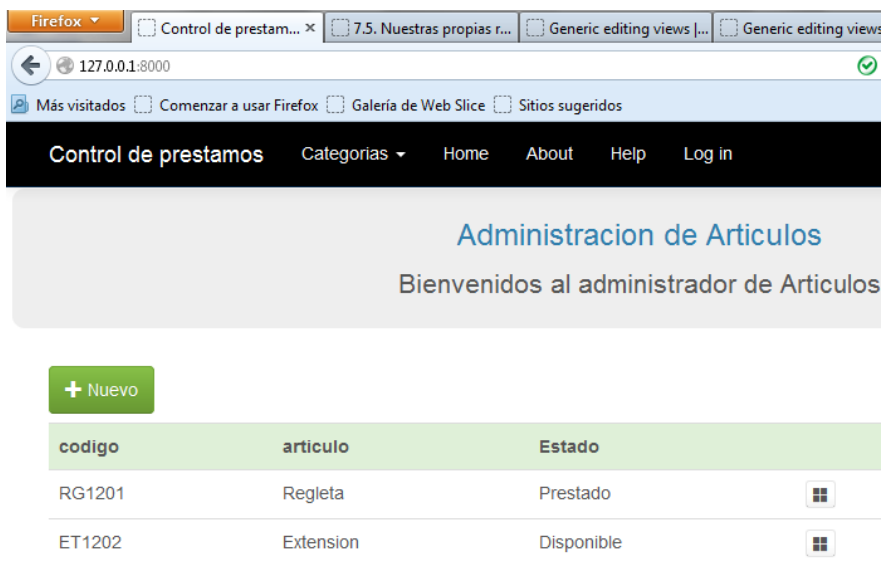 Firefox
Control de prestam... × 7.5. Nuestras propias r... Generic editing views |... Generic editing views
127.0.0.1:8000
Más visitados Comenzar a usar Firefox Galería de Web Slice Sitios sugeridos
Control de prestamos Categorias Home About Help Log in
Administracion de Articulos
Bienvenidos al administrador de Articulos
+ Nuevo
codigo articulo Estado
RG1201 Regleta Prestado
ET1202 Extension Disponible